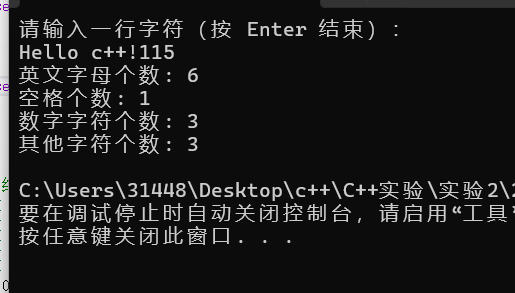 请输入一行字符（按 Enter 结束）：
Hello c++!115
英文字母个数：6
空格个数：1
数字字符个数：3
其他字符个数：3
C:\Users\31448\Desktop\c++\C++实验\实验2\
要在调试停止时自动关闭控制台，请启用“工具”
按任意键关闭此窗口. . .